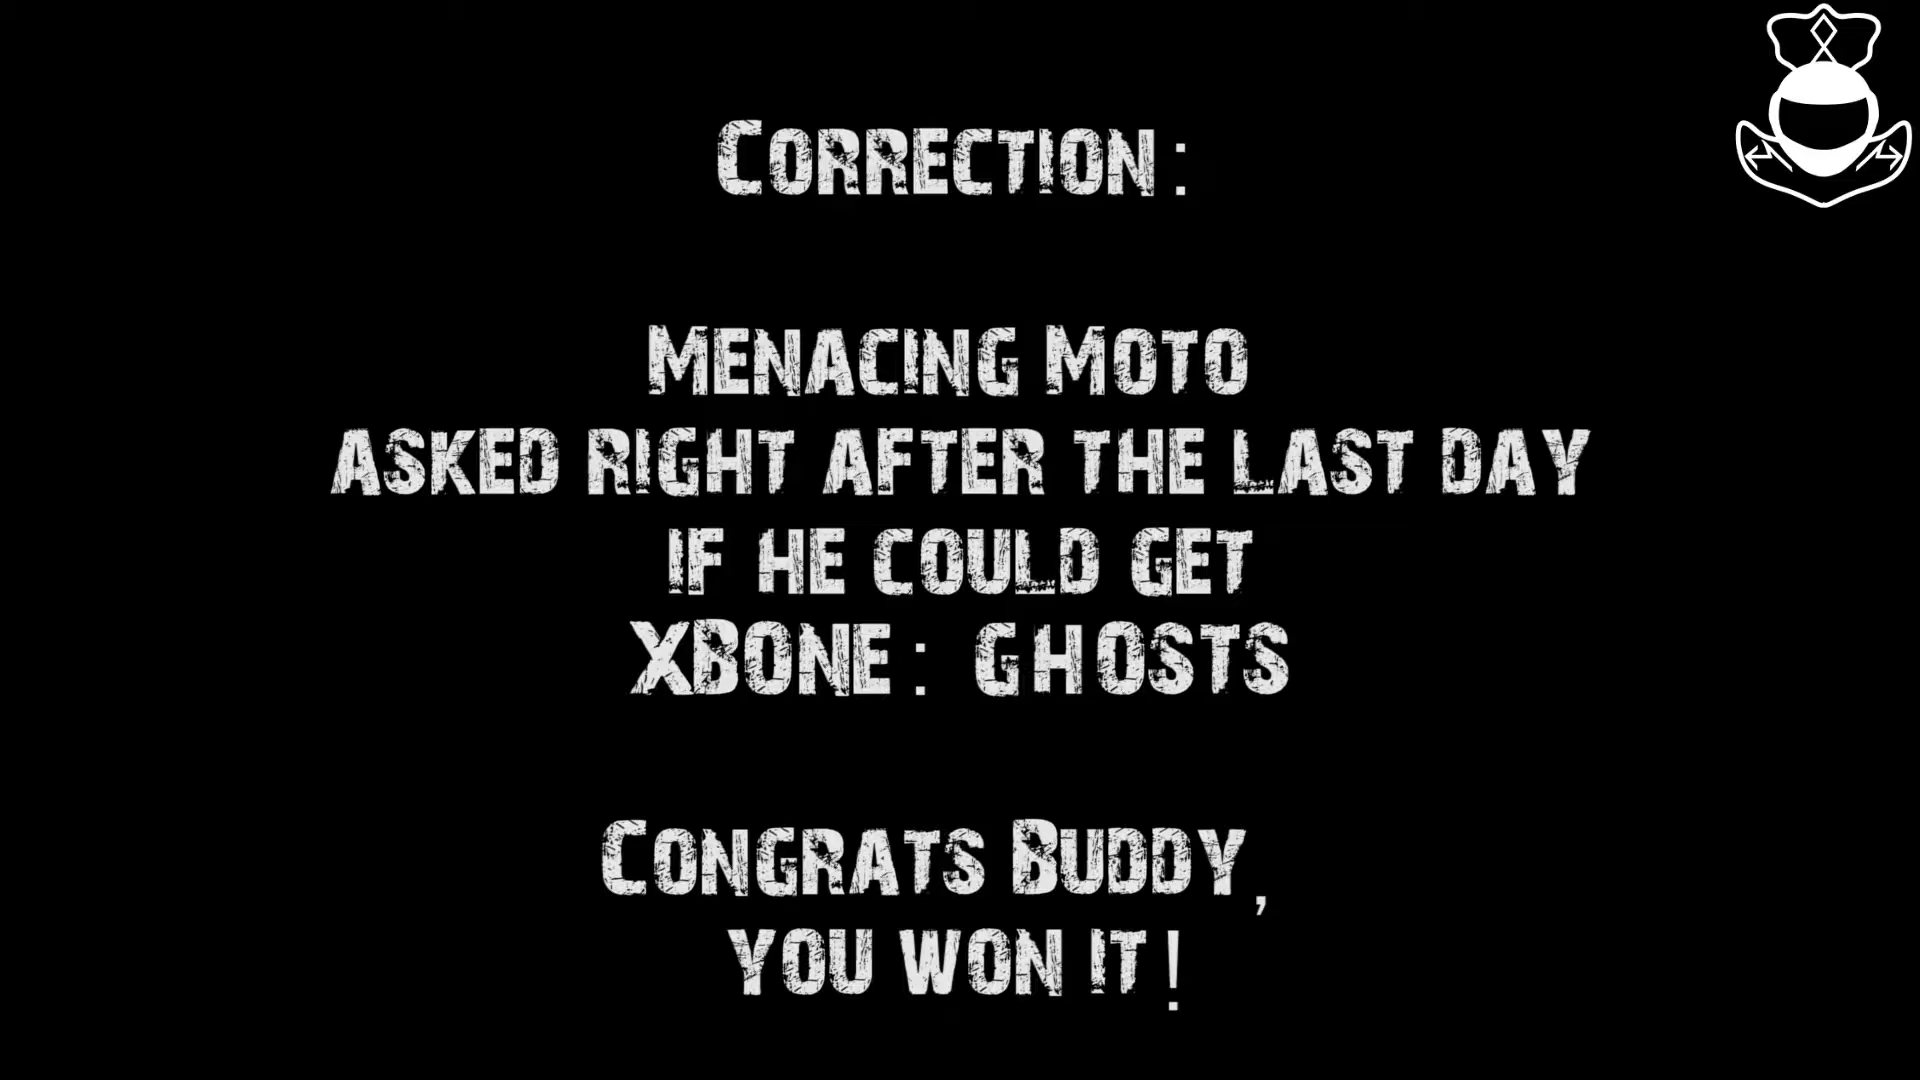 Correction:
Menacing Moto
asked right after the last day
if he could get
XBONE: GHOSTS
Congrats Buddy,
you won it!